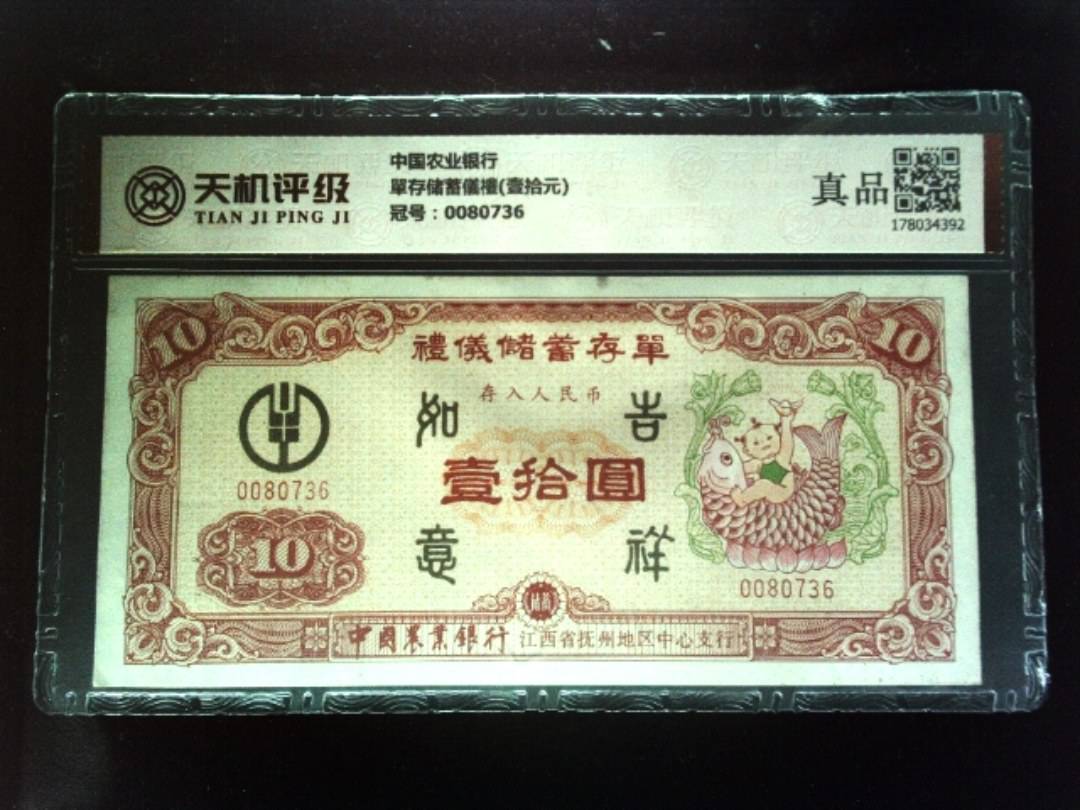 天机评级
TIAN JI PING JI
中国农业银行
單存储蓄儀禮(壹拾元)
冠号：0080736
真品
178034392
10
10
禮儀儲蓄存單
存入人民币
如
吉
壹拾圓
意
祥
0080736
10
0080736
儲蓄
中國農業銀行 江西省抚州地区中心支行